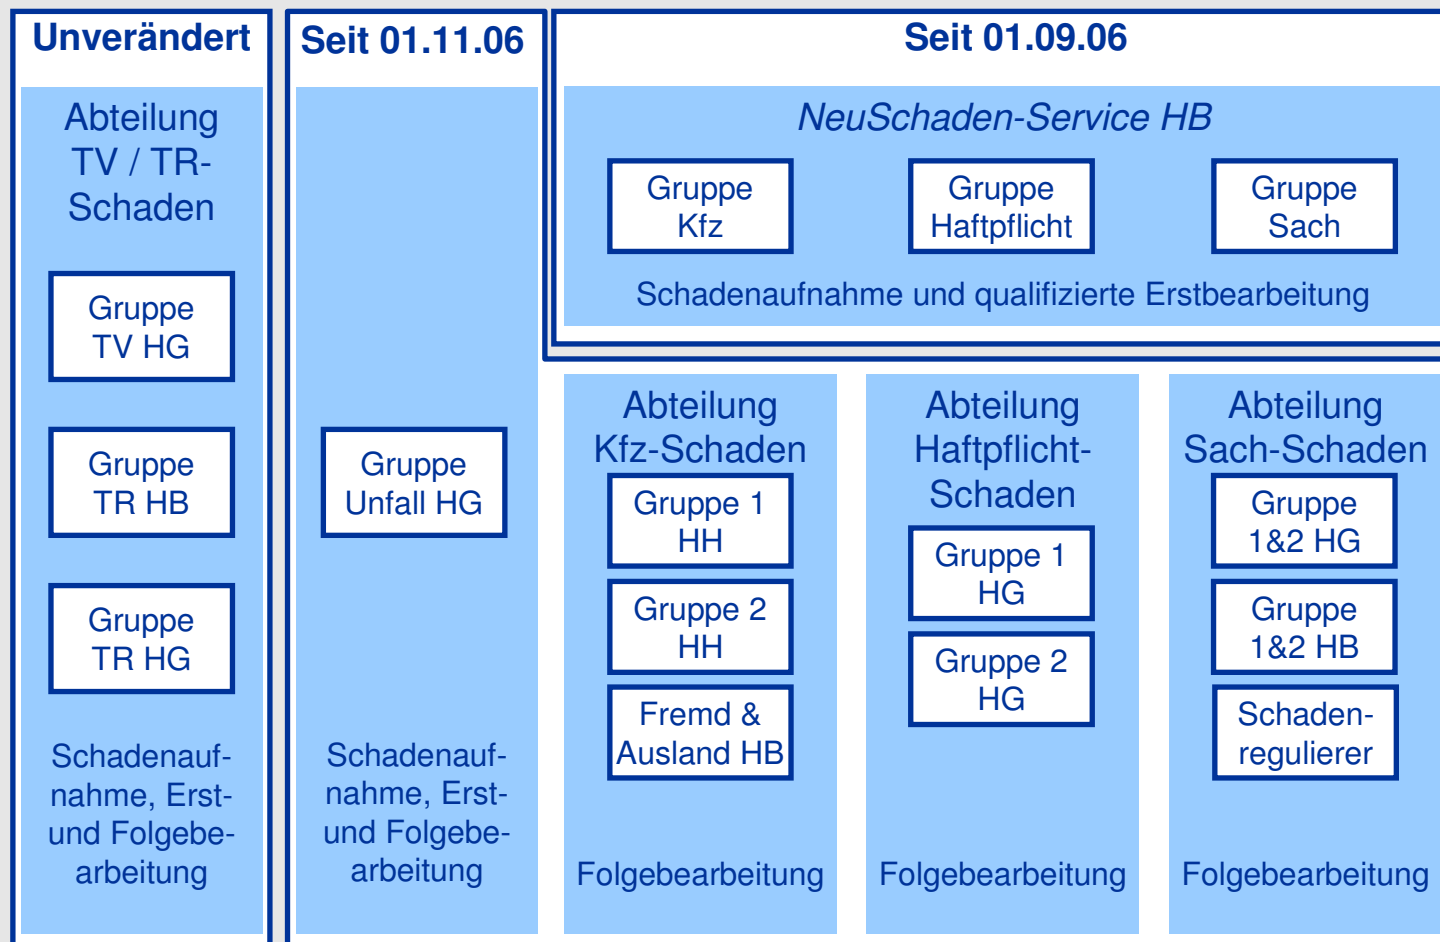 Unverändert
Abteilung
TV / TR-
Schaden
Gruppe
TV HG
Gruppe
TR HB
Gruppe
TR HG
Schadenauf-
nahme, Erst-
und Folgebe-
arbeitung
Seit 01.11.06
Gruppe
Unfall HG
Schadenauf-
nahme, Erst-
und Folgebe-
arbeitung
Seit 01.09.06
NeuSchaden-Service HB
Gruppe
Kfz
Gruppe
Haftpflicht
Gruppe
Sach
Schadenaufnahme und qualifizierte Erstbearbeitung
Abteilung
Kfz-Schaden
Gruppe 1
HH
Gruppe 2
HH
Fremd &
Ausland HB
Folgebearbeitung
Abteilung
Haftpflicht-
Schaden
Gruppe 1
HG
Gruppe 2
HG
Folgebearbeitung
Abteilung
Sach-Schaden
Gruppe
1&2 HG
Gruppe
1&2 HB
Schaden-
regulierer
Folgebearbeitung